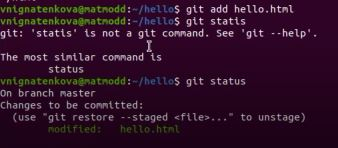 vnignatenkova@matmodd:~/hello$ git add hello.html
vnignatenkova@matmodd:~/hello$ git statis
git: 'statis' is not a git command. See 'git --help'.
The most similar command is
status
vnignatenkova@matmodd:~/hello$ git status
On branch master
Changes to be committed:
(use "git restore --staged <file>..." to unstage)
modified: hello.html